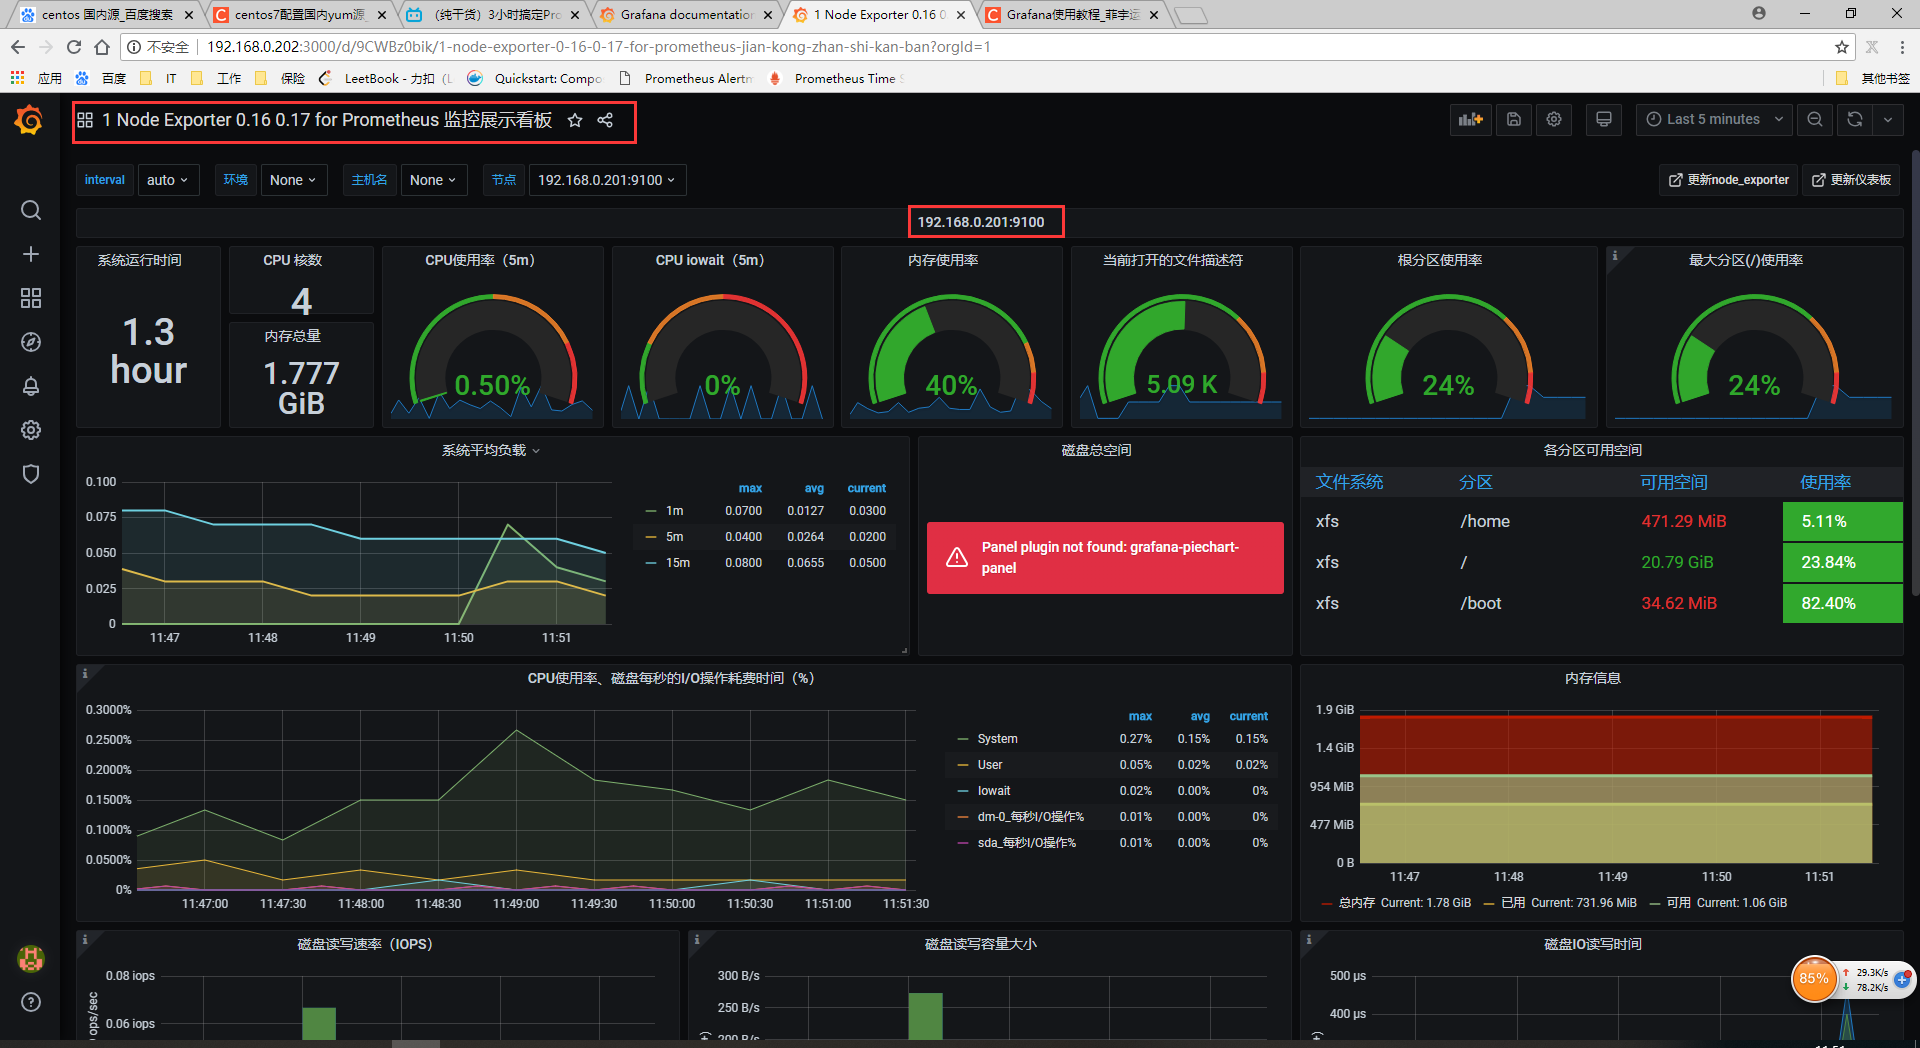 centos 国内源_百度搜索
centos7配置国内yum源_
（纯干货）3小时搞定Pro
Grafana documentation
1 Node Exporter 0.16 0
Grafana使用教程_菲宇运
不安全 192.168.0.202:3000/d/9CWBz0bik/1-node-exporter-0-16-0-17-for-prometheus-jian-kong-zhan-shi-kan-ban?orgId=1
应用 百度 IT 工作 保险 LeetBook - 力扣（L Quickstart: Compo Prometheus Alertm Prometheus Time 其他书签
1 Node Exporter 0.16 0.17 for Prometheus 监控展示看板
Last 5 minutes
interval auto 环境 None 主机名 None 节点 192.168.0.201:9100 更新node_exporter 更新仪表板
192.168.0.201:9100
系统运行时间
1.3
hour
CPU 核数
4
内存总量
1.777
GiB
CPU使用率（5m）
0.50%
CPU iowait（5m）
0%
内存使用率
40%
当前打开的文件描述符
5.09 K
根分区使用率
24%
最大分区(/)使用率
24%
系统平均负载
0.100
0.075
0.050
0.025
0
11:47 11:48 11:49 11:50 11:51
max avg current
1m 0.0700 0.0127 0.0300
5m 0.0400 0.0264 0.0200
15m 0.0800 0.0655 0.0500
磁盘总空间
Panel plugin not found: grafana-piechart-
panel
各分区可用空间
文件系统 分区 可用空间 使用率
xfs /home 471.29 MiB 5.11%
xfs / 20.79 GiB 23.84%
xfs /boot 34.62 MiB 82.40%
CPU使用率、磁盘每秒的I/O操作耗费时间（%）
0.3000%
0.2500%
0.2000%
0.1500%
0.1000%
0.0500%
0%
11:47:00 11:47:30 11:48:00 11:48:30 11:49:00 11:49:30 11:50:00 11:50:30 11:51:00 11:51:30
max avg current
System 0.27% 0.15% 0.15%
User 0.05% 0.02% 0.02%
Iowait 0.02% 0.00% 0%
dm-0_每秒I/O操作% 0.01% 0.00% 0%
sda_每秒I/O操作% 0.01% 0.00% 0%
内存信息
1.9 GiB
1.4 GiB
954 MiB
477 MiB
0 B
11:47 11:48 11:49 11:50 11:51
总内存 Current: 1.78 GiB 已用 Current: 731.96 MiB 可用 Current: 1.06 GiB
磁盘读写速率（IOPS）
0.08 iops
0.06 iops
ops/sec
磁盘读写容量大小
300 B/s
250 B/s
200 B/s
磁盘IO读写时间
500 µs
400 µs
85%
29.3K/s
78.2K/s